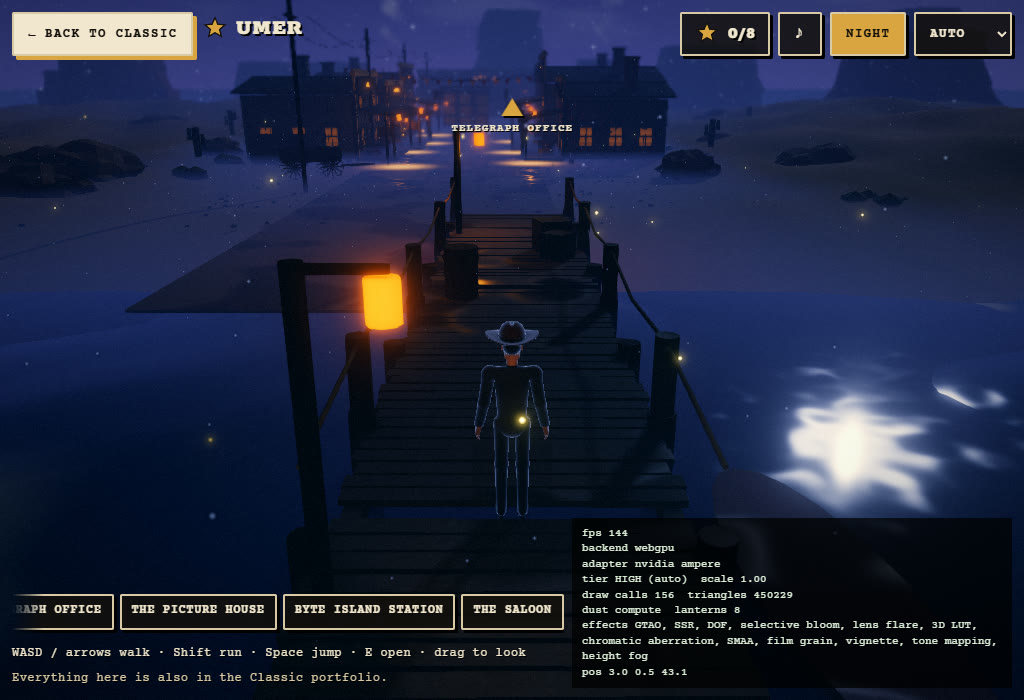 ← BACK TO CLASSIC
UMER
0/8
♪
NIGHT
AUTO
TELEGRAPH OFFICE
RAPH OFFICE
THE PICTURE HOUSE
BYTE ISLAND STATION
THE SALOON
WASD / arrows walk · Shift run · Space jump · E open · drag to look
Everything here is also in the Classic portfolio.
fps 144
backend webgpu
adapter nvidia ampere
tier HIGH (auto) scale 1.00
draw calls 156 triangles 450229
dust compute lanterns 8
effects GTAO, SSR, DOF, selective bloom, lens flare, 3D LUT,
chromatic aberration, SMAA, film grain, vignette, tone mapping,
height fog
pos 3.0 0.5 43.1